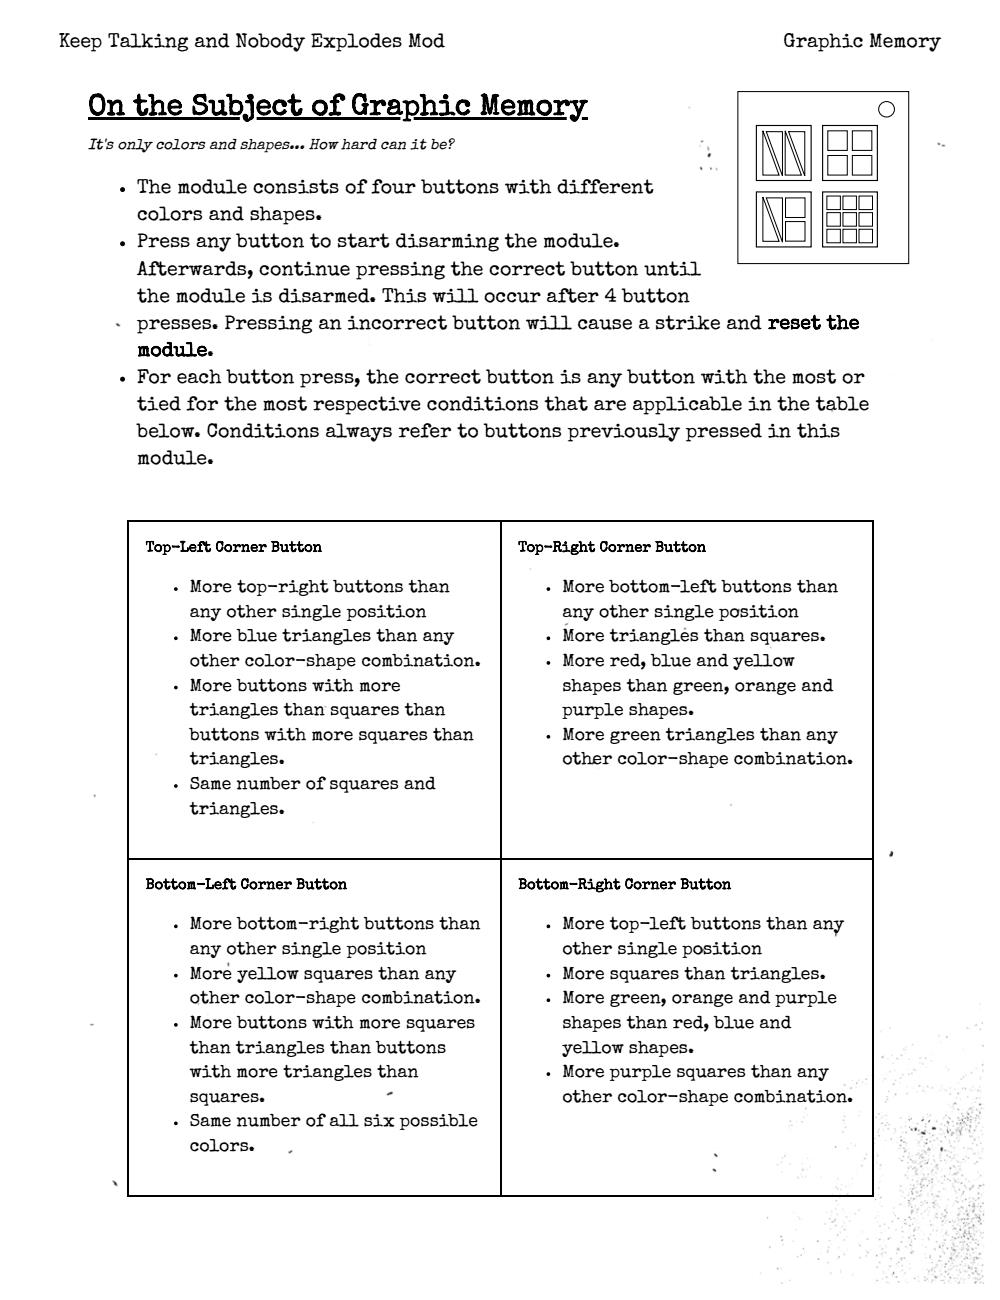 Keep Talking and Nobody Explodes Mod
Graphic Memory
On the Subject of Graphic Memory
It's only colors and shapes... How hard can it be?
• The module consists of four buttons with different
colors and shapes.
• Press any button to start disarming the module.
Afterwards, continue pressing the correct button until
the module is disarmed. This will occur after 4 button
presses. Pressing an incorrect button will cause a strike and reset the
module.
• For each button press, the correct button is any button with the most or
tied for the most respective conditions that are applicable in the table
below. Conditions always refer to buttons previously pressed in this
module.
Top-Left Corner Button
• More top-right buttons than
any other single position
• More blue triangles than any
other color-shape combination.
• More buttons with more
triangles than squares than
buttons with more squares than
triangles.
• Same number of squares and
triangles.
Top-Right Corner Button
• More bottom-left buttons than
any other single position
• More triangles than squares.
• More red, blue and yellow
shapes than green, orange and
purple shapes.
• More green triangles than any
other color-shape combination.
Bottom-Left Corner Button
• More bottom-right buttons than
any other single position
• More yellow squares than any
other color-shape combination.
• More buttons with more squares
than triangles than buttons
with more triangles than
squares.
• Same number of all six possible
colors.
Bottom-Right Corner Button
• More top-left buttons than any
other single position
• More squares than triangles.
• More green, orange and purple
shapes than red, blue and
yellow shapes.
• More purple squares than any
other color-shape combination.